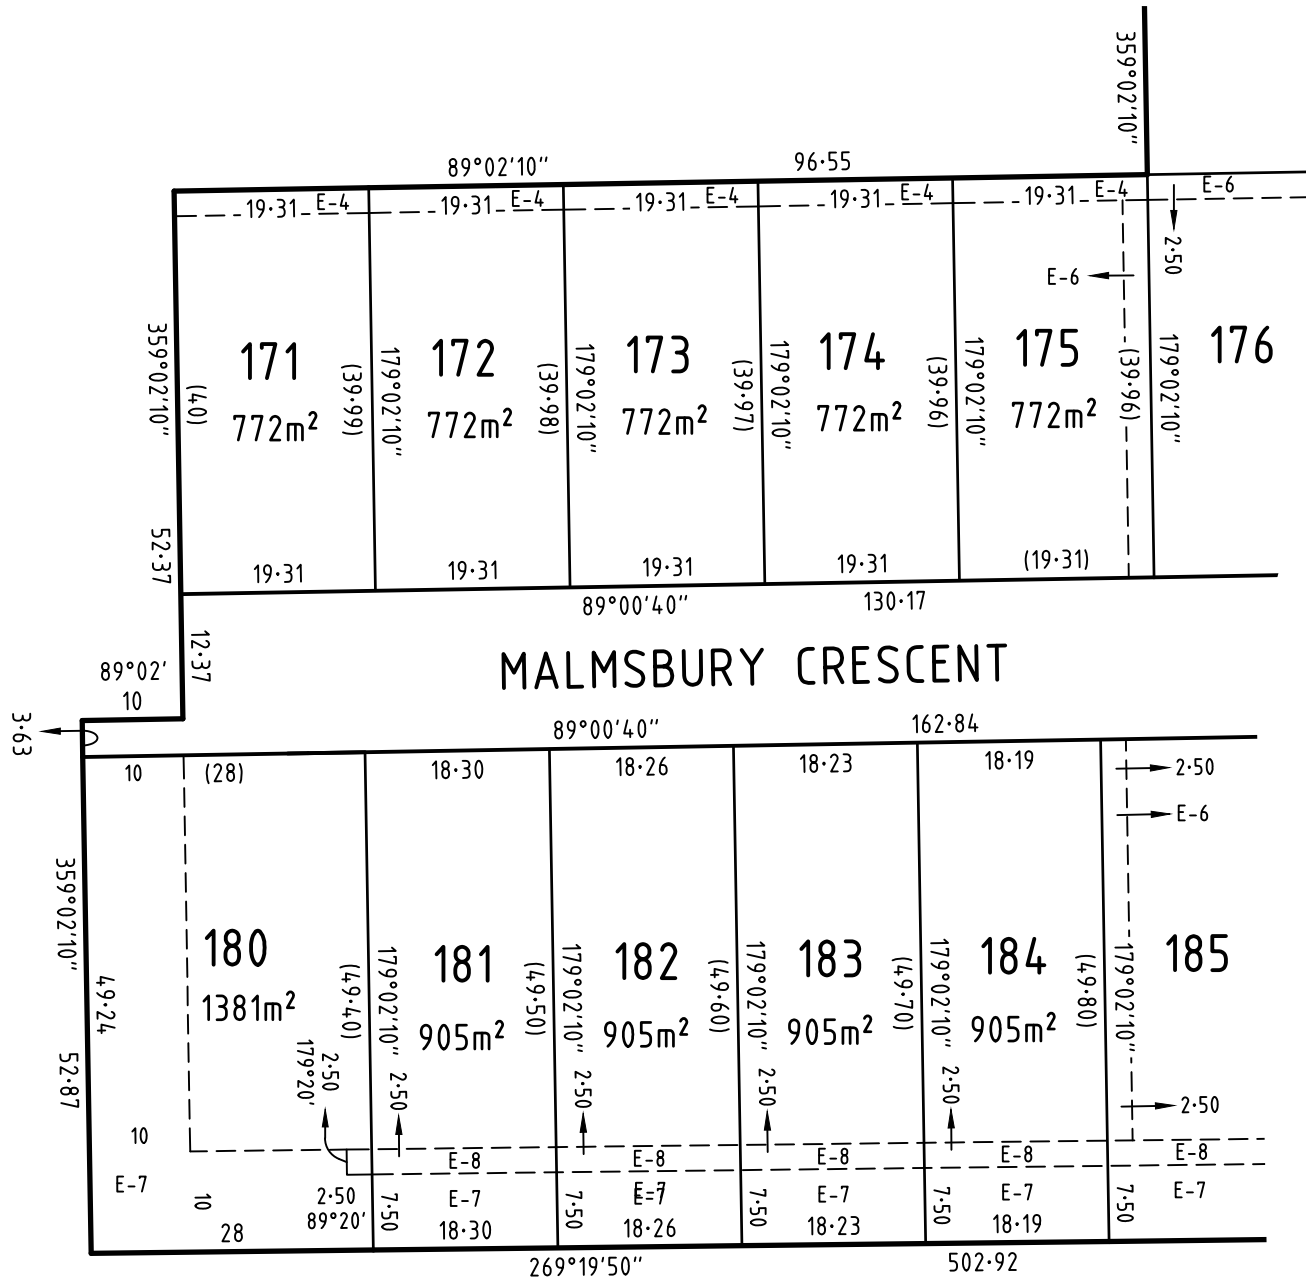 359°02'10"
89°02'10" 96·55
19·31 E-4 19·31 E-4 19·31 E-4 19·31 E-4 19·31 E-4 E-6
2·50
E-6
359°02'10"
171 172 173 174 175 176
(40) (39·99) 179°02'10" (39·98) 179°02'10" (39·97) 179°02'10" (39·96) 179°02'10" (39·96) 179°02'10"
772m² 772m² 772m² 772m² 772m²
52·37
19·31 19·31 19·31 19·31 (19·31)
89°00'40" 130·17
12·37
MALMSBURY CRESCENT
89°02'
10
3·63
89°00'40" 162·84
10 (28) 18·30 18·26 18·23 18·19 2·50
E-6
359°02'10"
180 181 182 183 184 185
49·24 (49·40) 179°02'10" (49·50) 179°02'10" (49·60) 179°02'10" (49·70) 179°02'10" (49·80) 179°02'10"
1381m² 905m² 905m² 905m² 905m²
52·87
2·50
179°20'
2·50 2·50 2·50 2·50 2·50
10
E-8 E-8 E-8 E-8 E-8
E-7 10 2·50 7·50 E-7 7·50 E-7 7·50 E-7 7·50 E-7 7·50 E-7
89°20'
28 18·30 18·26 18·23 18·19
269°19'50" 502·92